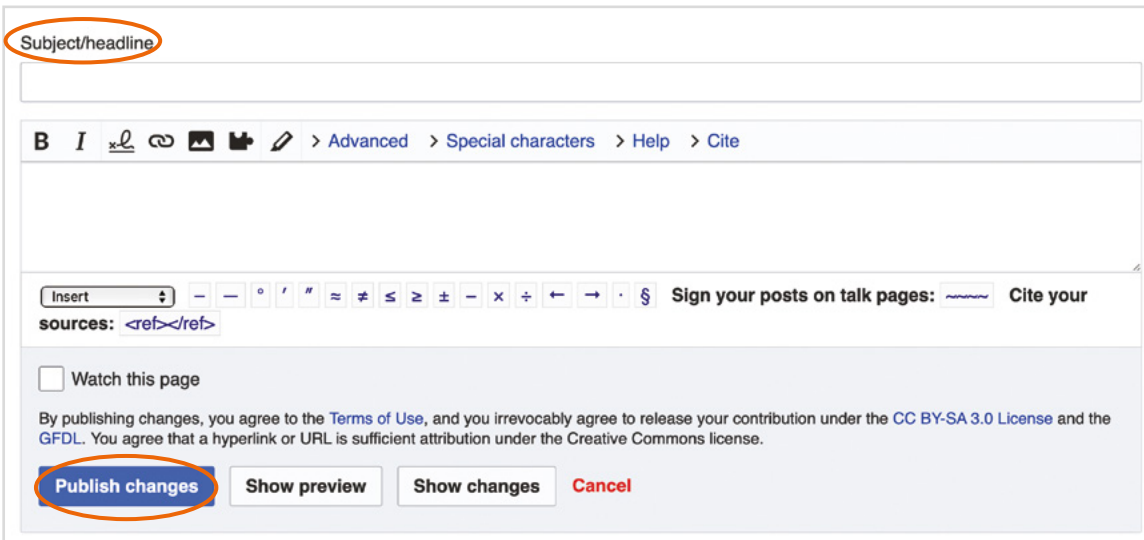 Subject/headline
B I > Advanced > Special characters > Help > Cite
Insert – — ° ′ ″ ≈ ≠ ≤ ≥ ± − × ÷ ← → · § Sign your posts on talk pages: ~~~~ Cite your
sources: <ref></ref>
Watch this page
By publishing changes, you agree to the Terms of Use, and you irrevocably agree to release your contribution under the CC BY-SA 3.0 License and the
GFDL. You agree that a hyperlink or URL is sufficient attribution under the Creative Commons license.
Publish changes Show preview Show changes Cancel